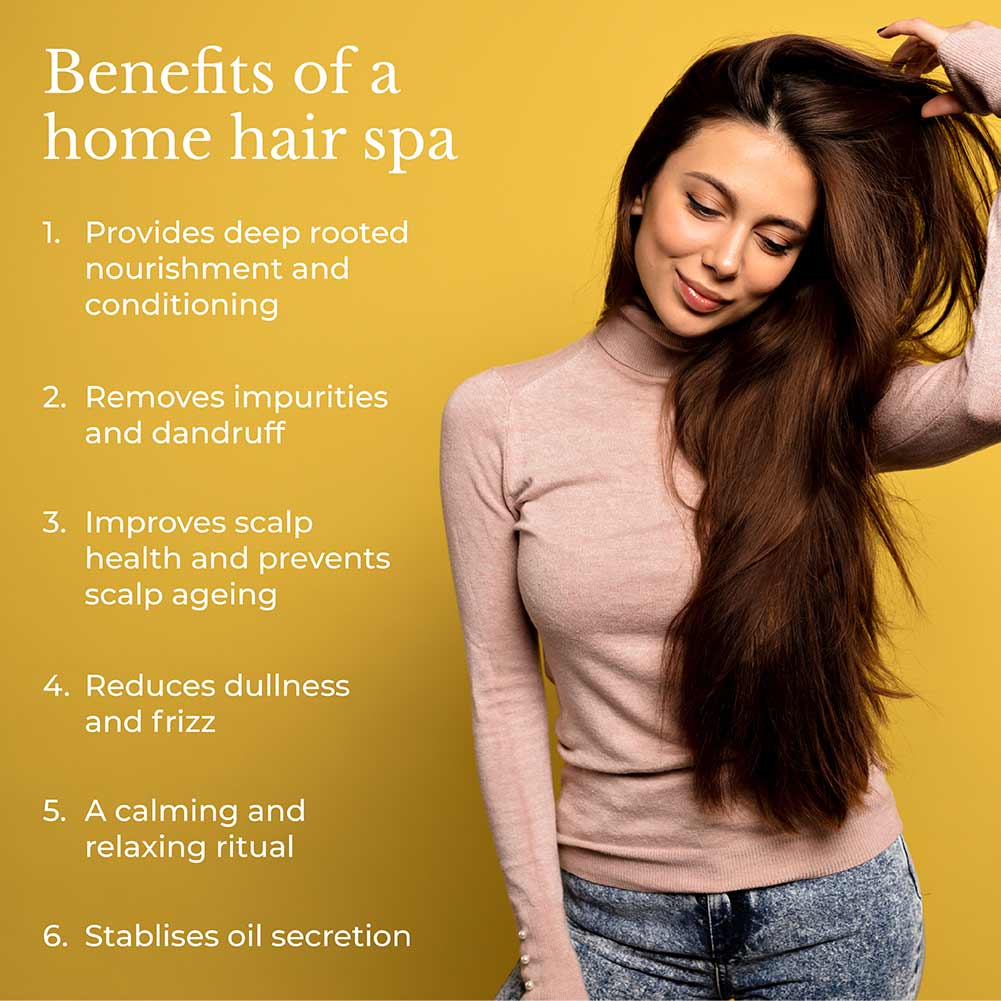 Benefits of a
home hair spa
1. Provides deep rooted
nourishment and
conditioning
2. Removes impurities
and dandruff
3. Improves scalp
health and prevents
scalp ageing
4. Reduces dullness
and frizz
5. A calming and
relaxing ritual
6. Stablises oil secretion